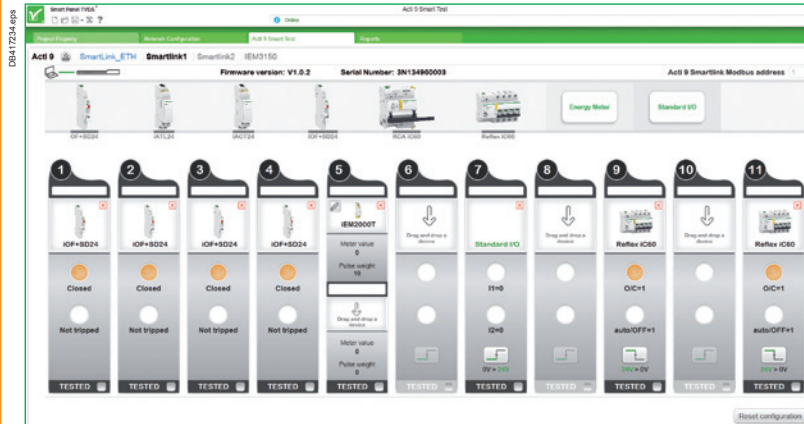 DB417234.eps
Smart Panel TVDA*
Online
Acti 9 Smart Test
Project Property Network Configuration Acti 9 Smart Test Reports
Acti 9 SmartLink_ETH Smartlink1 Smartlink2 IEM3150
Firmware version: V1.0.2 Serial Number: 3N134960003 Acti 9 Smartlink Modbus address 1
OF+SD24 iATL24 iACT24 iOF+SD24 RCA iC60 Reflex iC60 Energy Meter Standard I/O
1 2 3 4 5 6 7 8 9 10 11
iOF+SD24 iOF+SD24 iOF+SD24 iOF+SD24 iEM2000T Drag and drop a device Standard I/O Drag and drop a device Reflex iC60 Drag and drop a device Reflex iC60
Meter value
0
Pulse weight
10
Closed Closed Closed Closed I1=0 O/C=1 O/C=1
Drag and drop a device
Not tripped Not tripped Not tripped Not tripped I2=0 auto/OFF=1 auto/OFF=1
Meter value
0
Pulse weight
0
0V > 24V 24V > 0V 24V > 0V
TESTED TESTED TESTED TESTED TESTED TESTED TESTED TESTED TESTED TESTED TESTED
Reset configuration